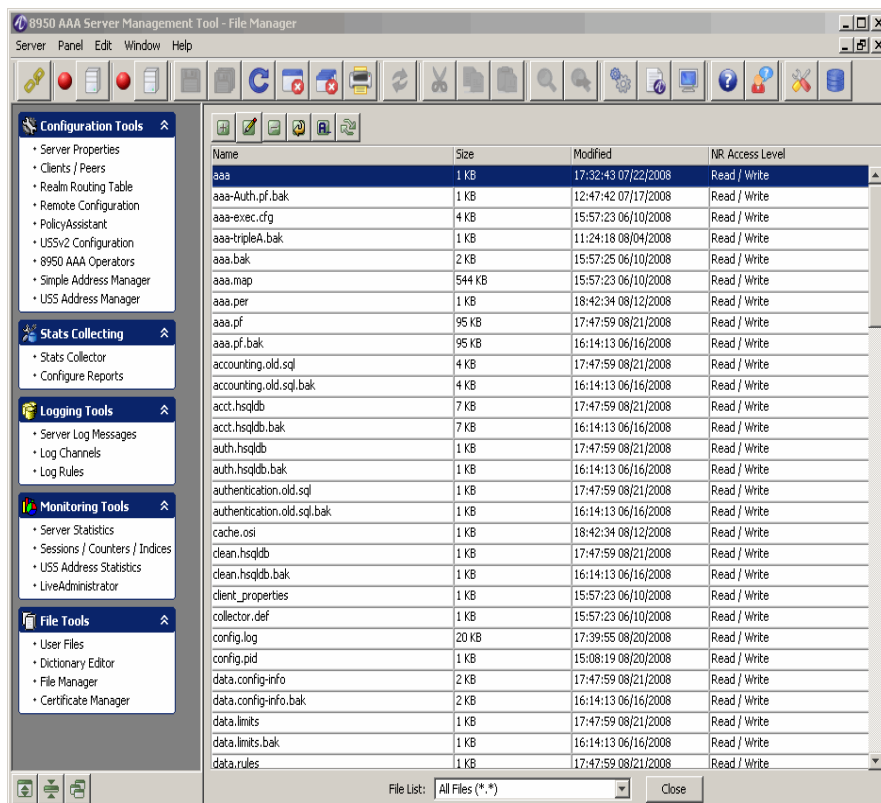 8950 AAA Server Management Tool - File Manager
Server Panel Edit Window Help
Configuration Tools
Server Properties
Clients / Peers
Realm Routing Table
Remote Configuration
PolicyAssistant
USSv2 Configuration
8950 AAA Operators
Simple Address Manager
USS Address Manager
Stats Collecting
Stats Collector
Configure Reports
Logging Tools
Server Log Messages
Log Channels
Log Rules
Monitoring Tools
Server Statistics
Sessions / Counters / Indices
USS Address Statistics
LiveAdministrator
File Tools
User Files
Dictionary Editor
File Manager
Certificate Manager
Name Size Modified NR Access Level
aaa 1 KB 17:32:43 07/22/2008 Read / Write
aaa-Auth.pf.bak 1 KB 12:47:42 07/17/2008 Read / Write
aaa-exec.cfg 4 KB 15:57:23 06/10/2008 Read / Write
aaa-tripleA.bak 1 KB 11:24:18 08/04/2008 Read / Write
aaa.bak 2 KB 15:57:25 06/10/2008 Read / Write
aaa.map 544 KB 15:57:23 06/10/2008 Read / Write
aaa.per 1 KB 18:42:34 08/12/2008 Read / Write
aaa.pf 95 KB 17:47:59 08/21/2008 Read / Write
aaa.pf.bak 95 KB 16:14:13 06/16/2008 Read / Write
accounting.old.sql 4 KB 17:47:59 08/21/2008 Read / Write
accounting.old.sql.bak 4 KB 16:14:13 06/16/2008 Read / Write
acct.hsqldb 7 KB 17:47:59 08/21/2008 Read / Write
acct.hsqldb.bak 7 KB 16:14:13 06/16/2008 Read / Write
auth.hsqldb 1 KB 17:47:59 08/21/2008 Read / Write
auth.hsqldb.bak 1 KB 16:14:13 06/16/2008 Read / Write
authentication.old.sql 1 KB 17:47:59 08/21/2008 Read / Write
authentication.old.sql.bak 1 KB 16:14:13 06/16/2008 Read / Write
cache.osi 1 KB 18:42:34 08/12/2008 Read / Write
clean.hsqldb 1 KB 17:47:59 08/21/2008 Read / Write
clean.hsqldb.bak 1 KB 16:14:13 06/16/2008 Read / Write
client_properties 1 KB 15:57:23 06/10/2008 Read / Write
collector.def 1 KB 15:57:23 06/10/2008 Read / Write
config.log 20 KB 17:39:55 08/20/2008 Read / Write
config.pid 1 KB 15:08:19 08/20/2008 Read / Write
data.config-info 2 KB 17:47:59 08/21/2008 Read / Write
data.config-info.bak 2 KB 16:14:13 06/16/2008 Read / Write
data.limits 1 KB 17:47:59 08/21/2008 Read / Write
data.limits.bak 1 KB 16:14:13 06/16/2008 Read / Write
data.rules 1 KB 17:47:59 08/21/2008 Read / Write
File List: All Files (*.*) Close